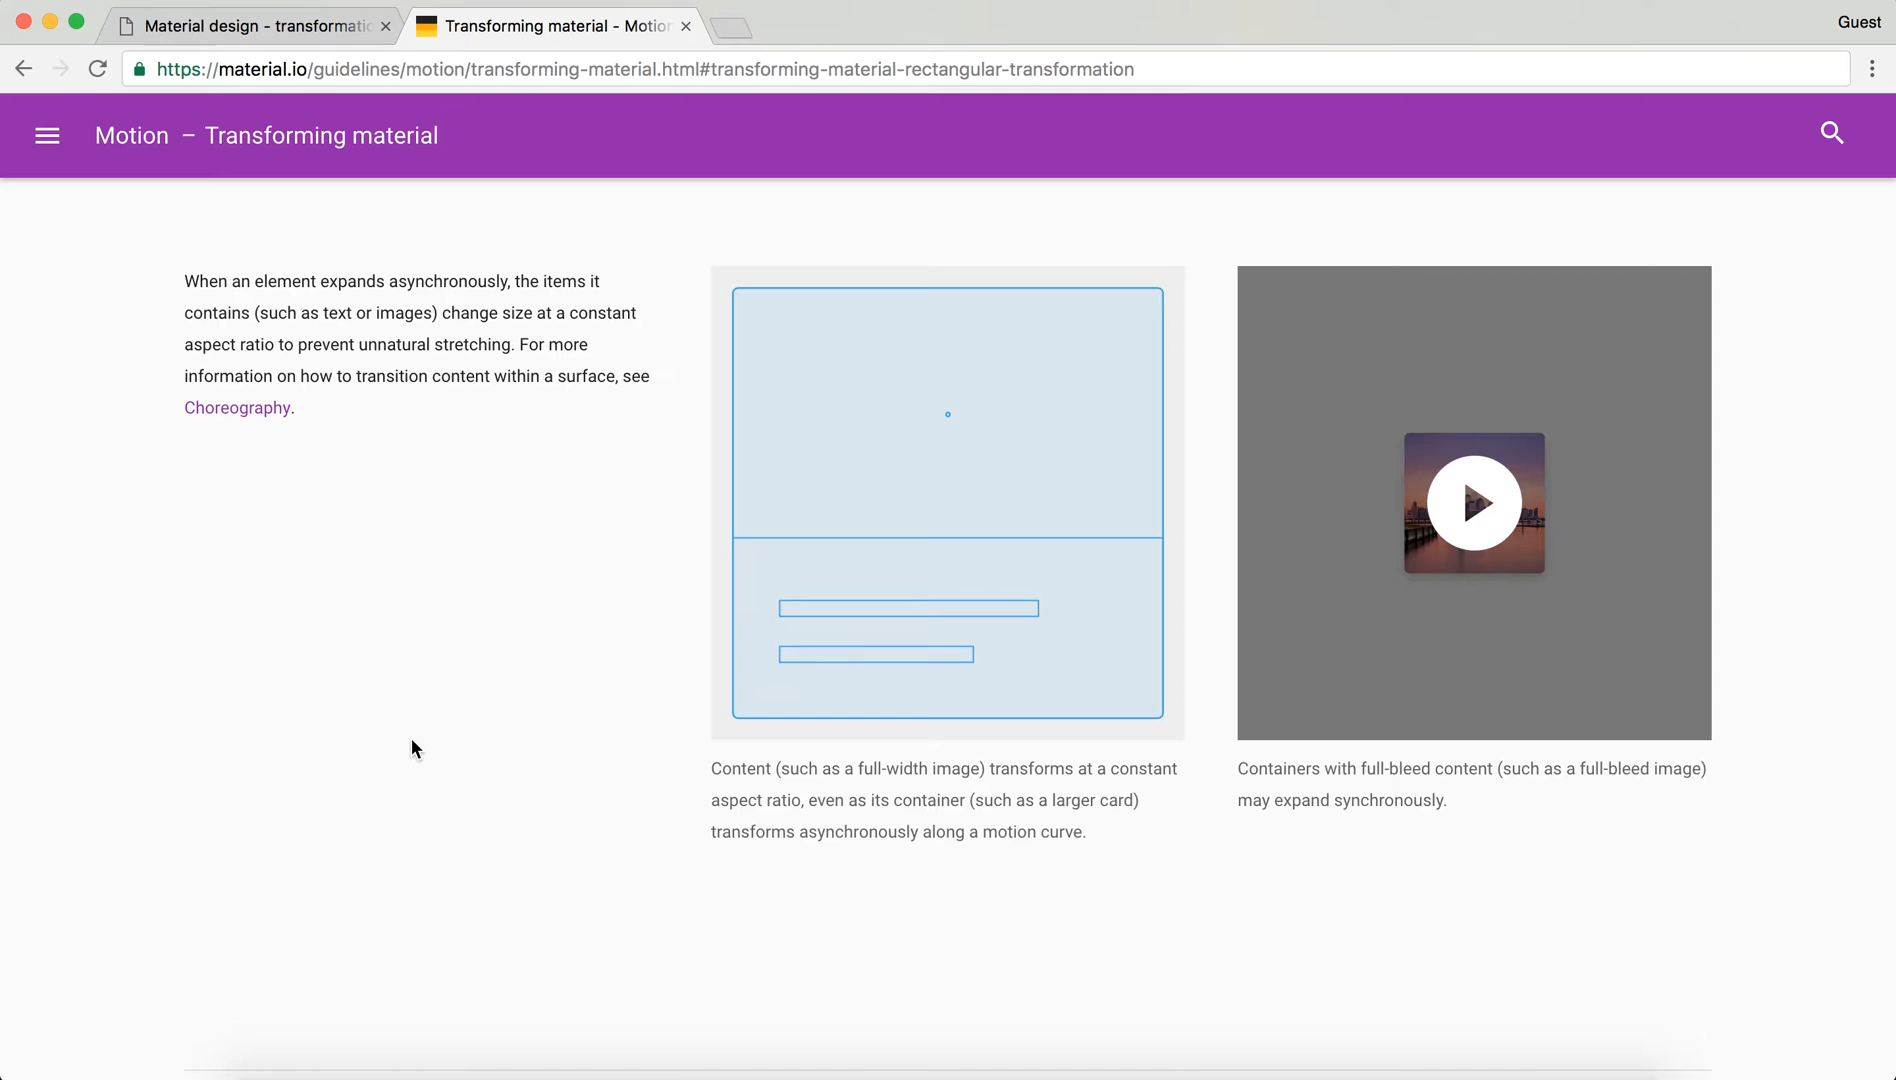 Material design - transformatio
Transforming material - Motion
Guest
https://material.io/guidelines/motion/transforming-material.html#transforming-material-rectangular-transformation
Motion – Transforming material
When an element expands asynchronously, the items it
contains (such as text or images) change size at a constant
aspect ratio to prevent unnatural stretching. For more
information on how to transition content within a surface, see
Choreography.
Content (such as a full-width image) transforms at a constant
aspect ratio, even as its container (such as a larger card)
transforms asynchronously along a motion curve.
Containers with full-bleed content (such as a full-bleed image)
may expand synchronously.